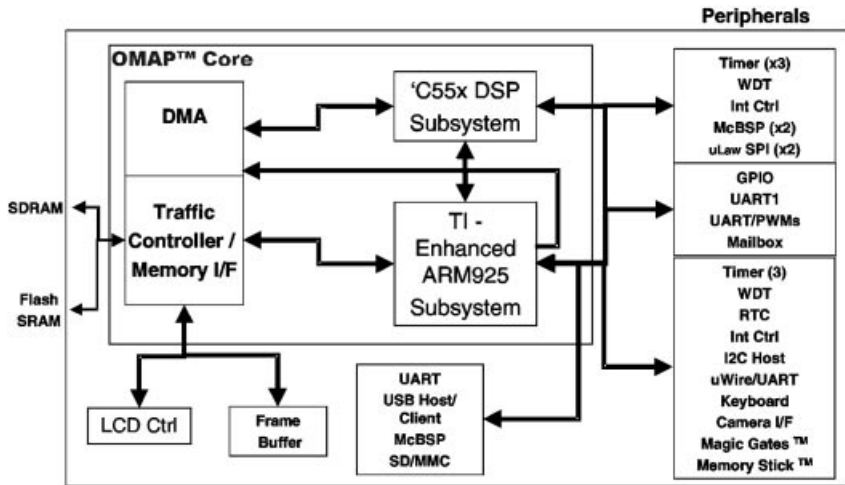 Peripherals
OMAP™ Core
DMA
Traffic
Controller /
Memory I/F
'C55x DSP
Subsystem
TI -
Enhanced
ARM925
Subsystem
SDRAM
Flash
SRAM
LCD Ctrl
Frame
Buffer
UART
USB Host/
Client
McBSP
SD/MMC
Timer (x3)
WDT
Int Ctrl
McBSP (x2)
uLaw SPI (x2)
GPIO
UART1
UART/PWMs
Mailbox
Timer (3)
WDT
RTC
Int Ctrl
I2C Host
uWire/UART
Keyboard
Camera I/F
Magic Gates ™
Memory Stick ™